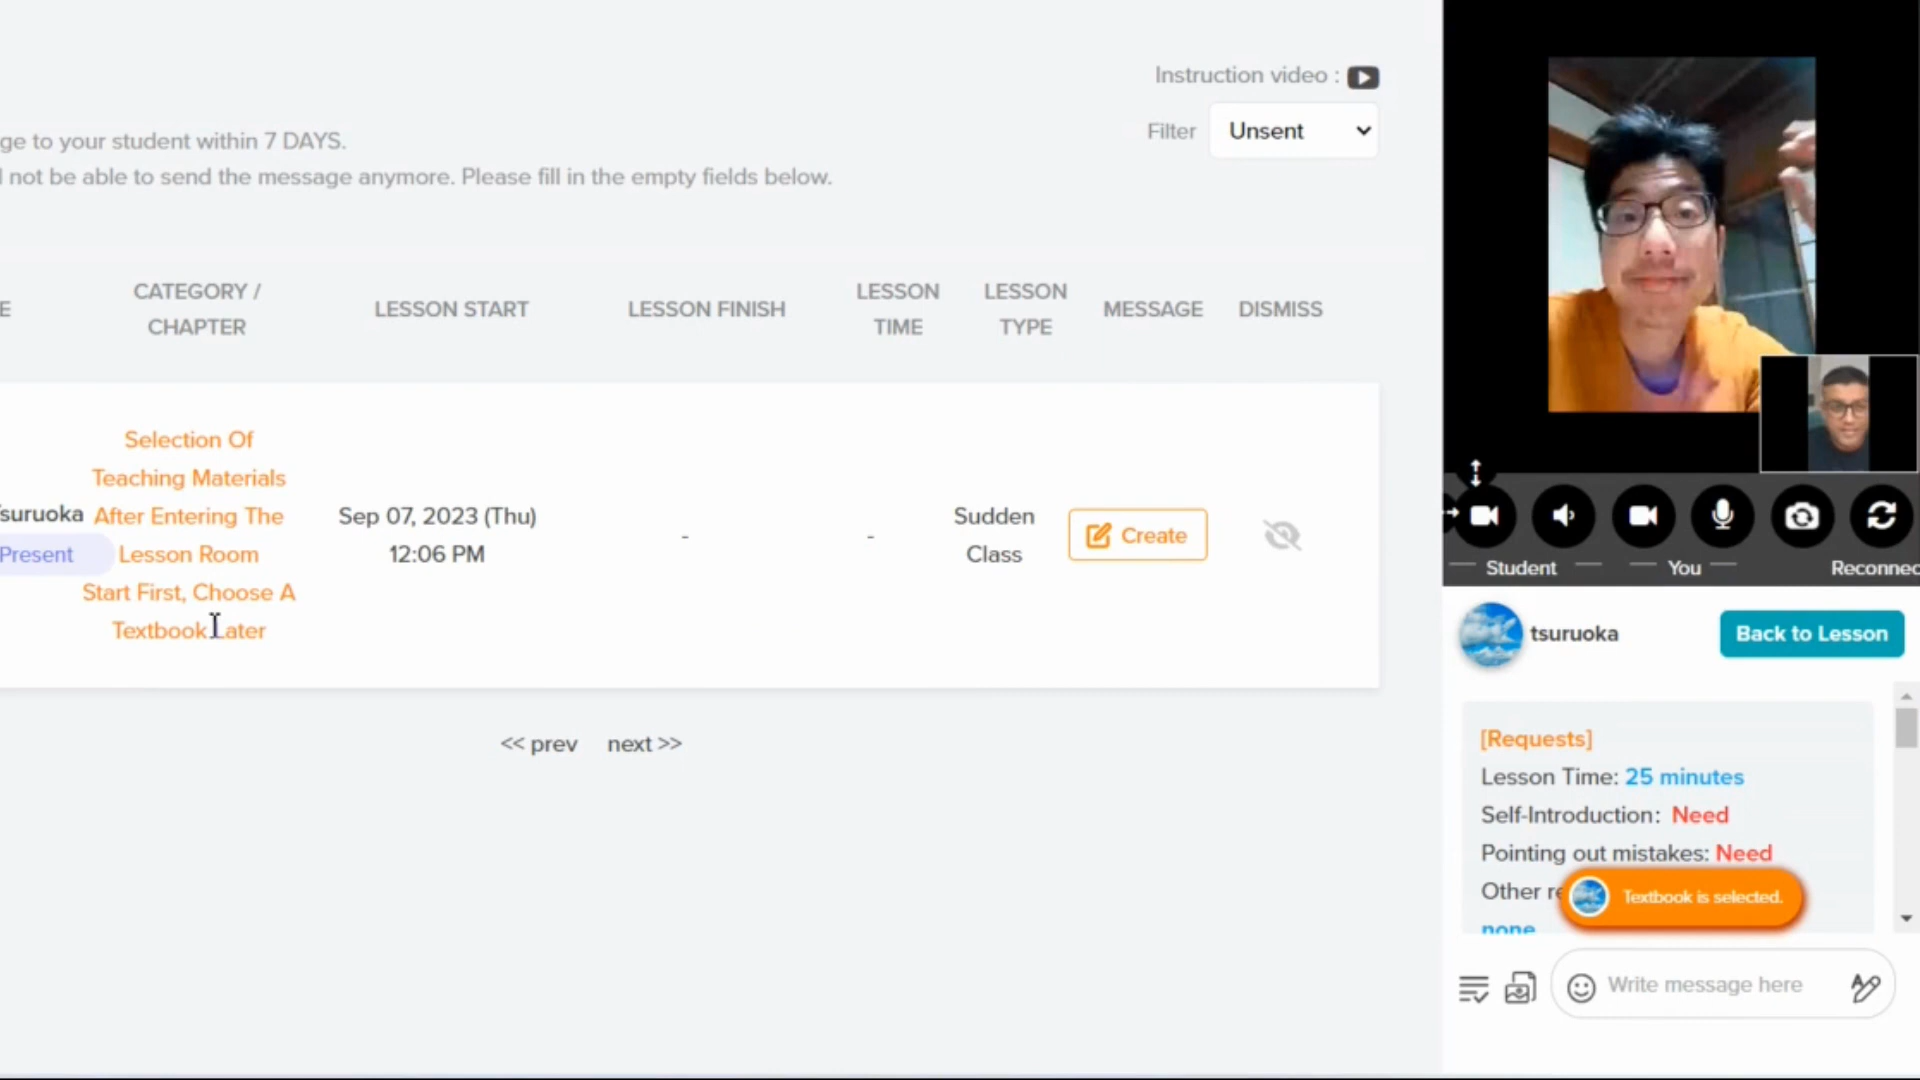 Instruction video :
Filter
Unsent
ge to your student within 7 DAYS.
not be able to send the message anymore. Please fill in the empty fields below.
E
CATEGORY /
CHAPTER
LESSON START
LESSON FINISH
LESSON
TIME
LESSON
TYPE
MESSAGE
DISMISS
suruoka
Present
Selection Of
Teaching Materials
After Entering The
Lesson Room
Start First, Choose A
Textbook Later
Sep 07, 2023 (Thu)
12:06 PM
-
-
Sudden
Class
Create
<< prev
next >>
Student
You
Reconnec
tsuruoka
Back to Lesson
[Requests]
Lesson Time: 25 minutes
Self-Introduction: Need
Pointing out mistakes: Need
Other re
none
Textbook is selected.
Write message here